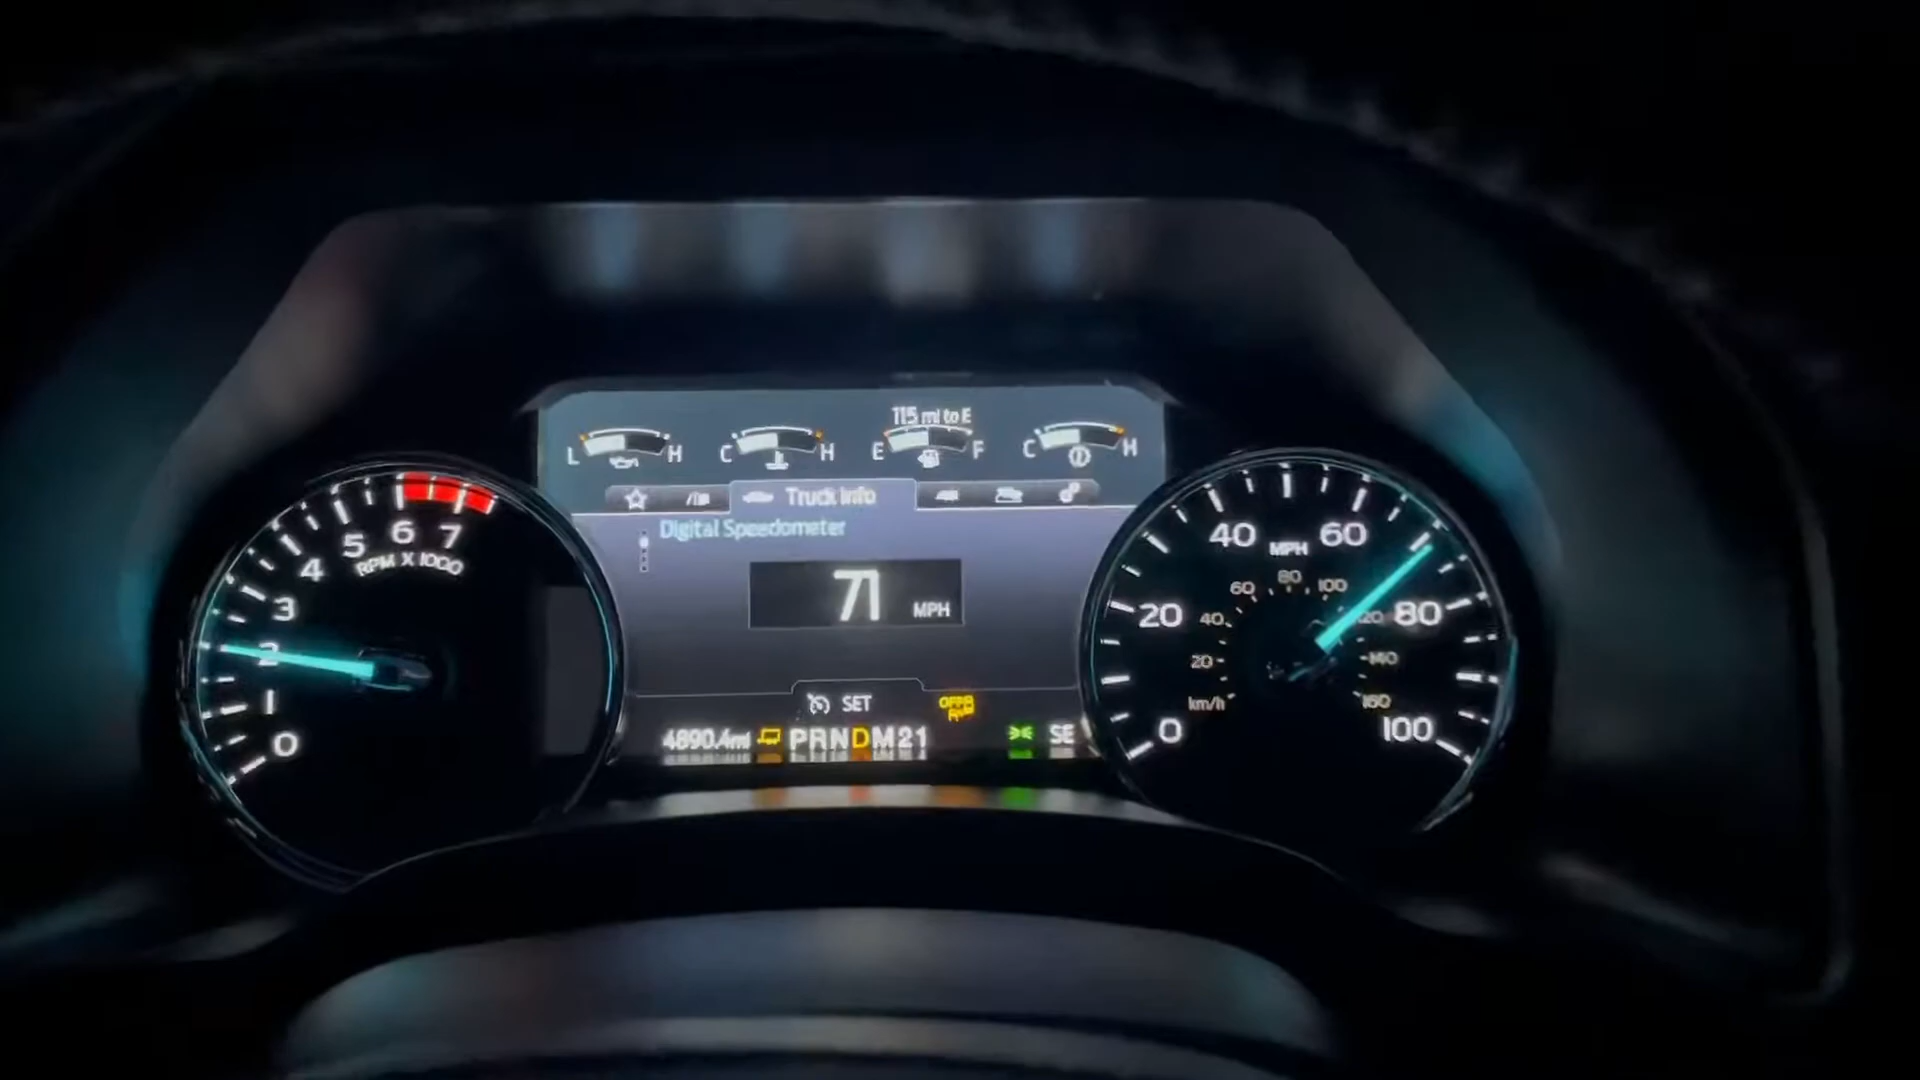 115 mi to E
L H
C H
E F
C H
Truck Info
Digital Speedometer
71 MPH
SET
OFF
4890.4mi PRNDM21
SE
0 1 2 3 4 5 6 7
RPM X 1000
0 20 40 60 80 100
MPH
20 40 60 80 100 120 140 160
km/h